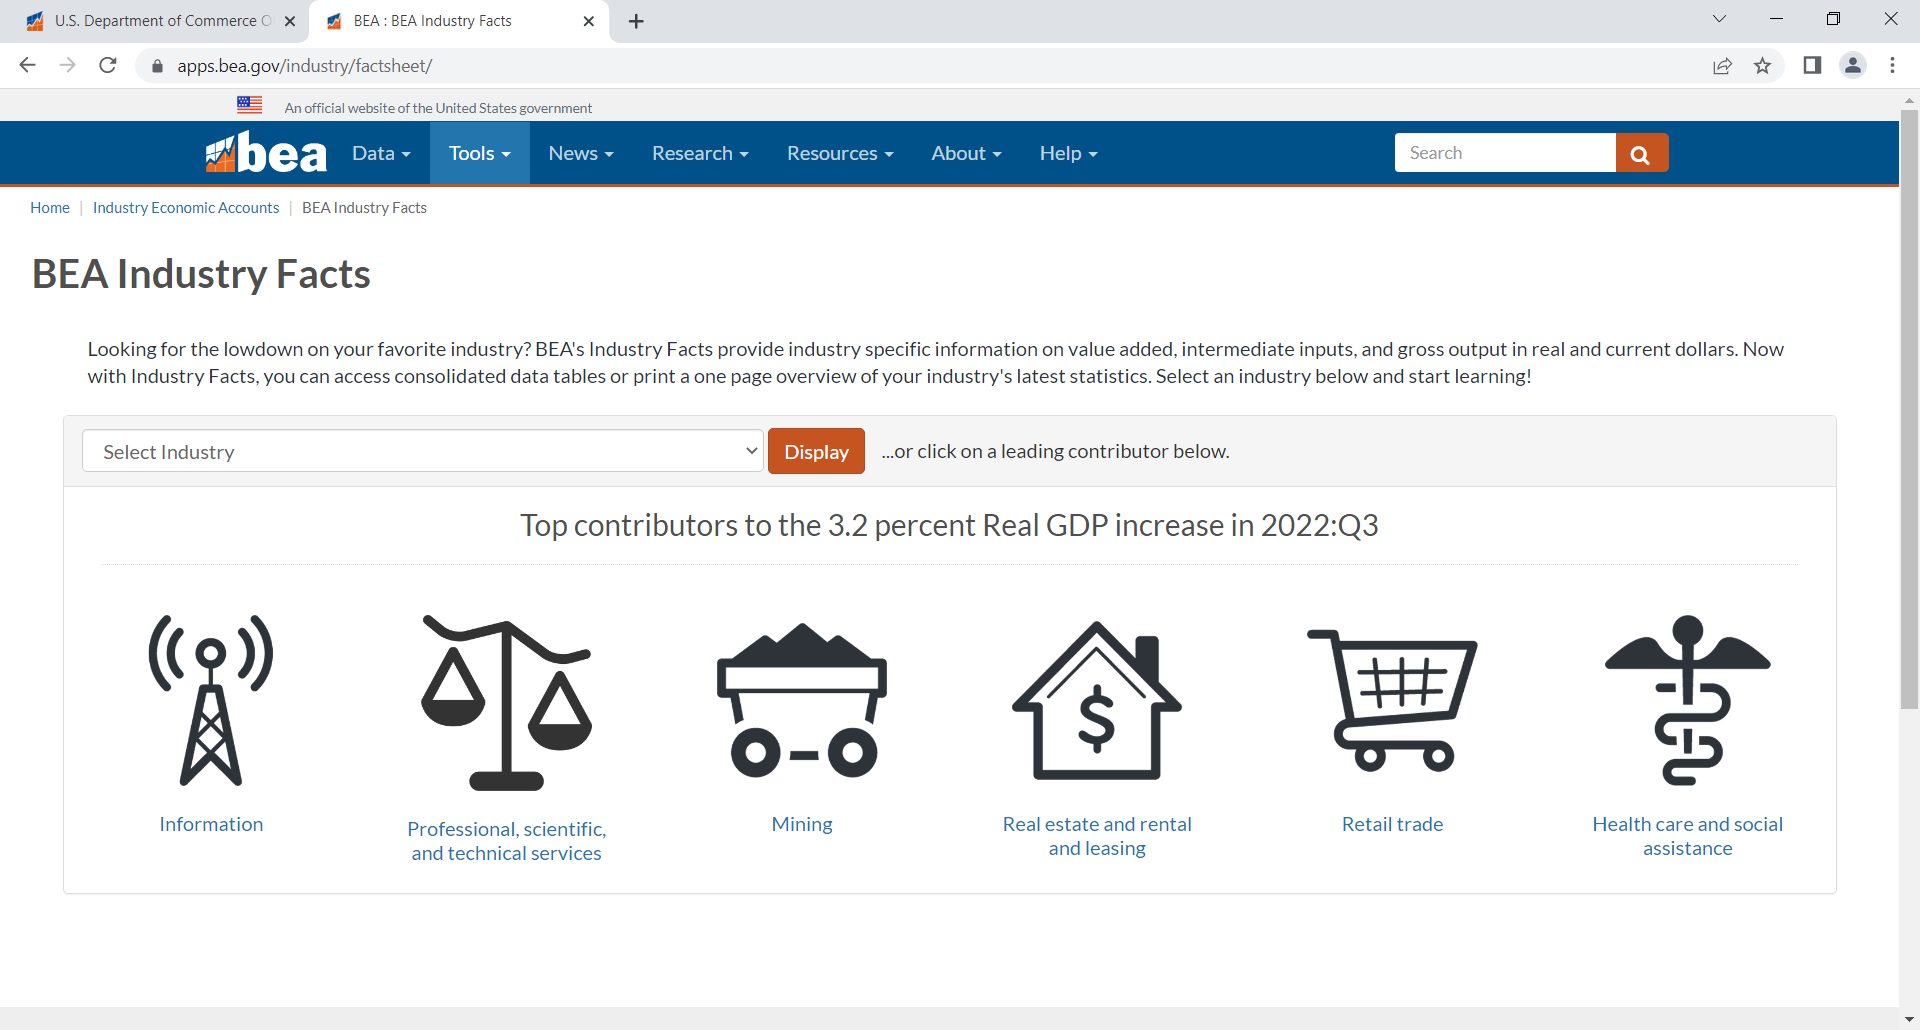 U.S. Department of Commerce O
BEA : BEA Industry Facts
apps.bea.gov/industry/factsheet/
An official website of the United States government
bea
Data
Tools
News
Research
Resources
About
Help
Search
Home | Industry Economic Accounts | BEA Industry Facts
BEA Industry Facts
Looking for the lowdown on your favorite industry? BEA's Industry Facts provide industry specific information on value added, intermediate inputs, and gross output in real and current dollars. Now
with Industry Facts, you can access consolidated data tables or print a one page overview of your industry's latest statistics. Select an industry below and start learning!
Select Industry
Display
...or click on a leading contributor below.
Top contributors to the 3.2 percent Real GDP increase in 2022:Q3
$
Information
Professional, scientific,
and technical services
Mining
Real estate and rental
and leasing
Retail trade
Health care and social
assistance